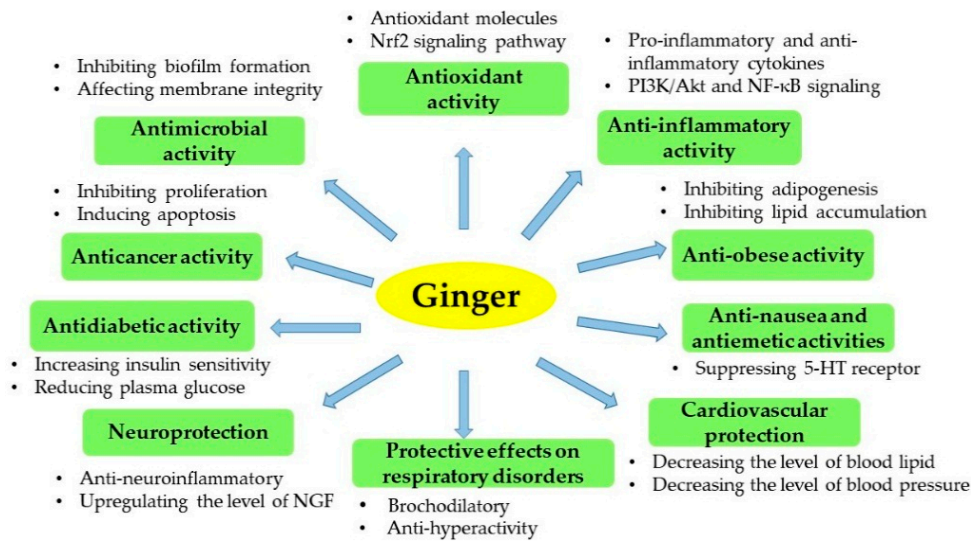 • Antioxidant molecules
• Nrf2 signaling pathway
Antioxidant
activity
• Pro-inflammatory and anti-
inflammatory cytokines
• PI3K/Akt and NF-κB signaling
Anti-inflammatory
activity
• Inhibiting biofilm formation
• Affecting membrane integrity
Antimicrobial
activity
• Inhibiting proliferation
• Inducing apoptosis
Anticancer activity
• Inhibiting adipogenesis
• Inhibiting lipid accumulation
Anti-obese activity
Ginger
Antidiabetic activity
• Increasing insulin sensitivity
• Reducing plasma glucose
Anti-nausea and
antiemetic activities
• Suppressing 5-HT receptor
Neuroprotection
• Anti-neuroinflammatory
• Upregulating the level of NGF
Protective effects on
respiratory disorders
• Brochodilatory
• Anti-hyperactivity
Cardiovascular
protection
• Decreasing the level of blood lipid
• Decreasing the level of blood pressure